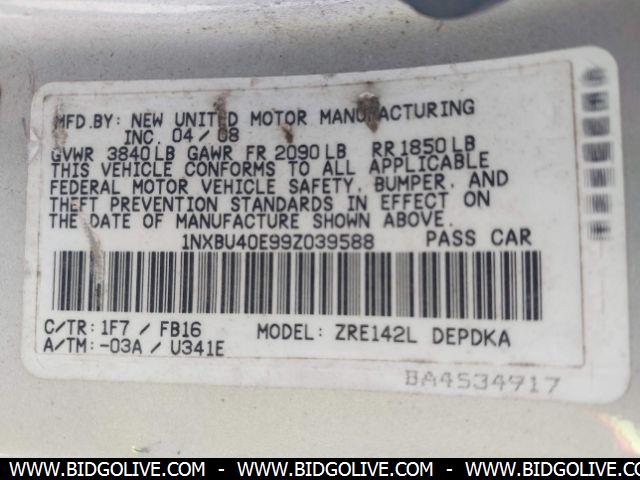 MFD.BY: NEW UNITED MOTOR MANUFACTURING
INC. 04 / 08
GVWR 3840 LB GAWR FR 2090 LB RR 1850 LB
THIS VEHICLE CONFORMS TO ALL APPLICABLE
FEDERAL MOTOR VEHICLE SAFETY, BUMPER, AND
THEFT PREVENTION STANDARDS IN EFFECT ON
THE DATE OF MANUFACTURE SHOWN ABOVE.
1NXBU40E99Z039588 PASS CAR
C/TR: 1F7 / FB16 MODEL: ZRE142L DEPDKA
A/TM: -03A / U341E
BA4534917
WWW.BIDGOLIVE.COM - WWW.BIDGOLIVE.COM - WWW.BIDGOLIVE.COM